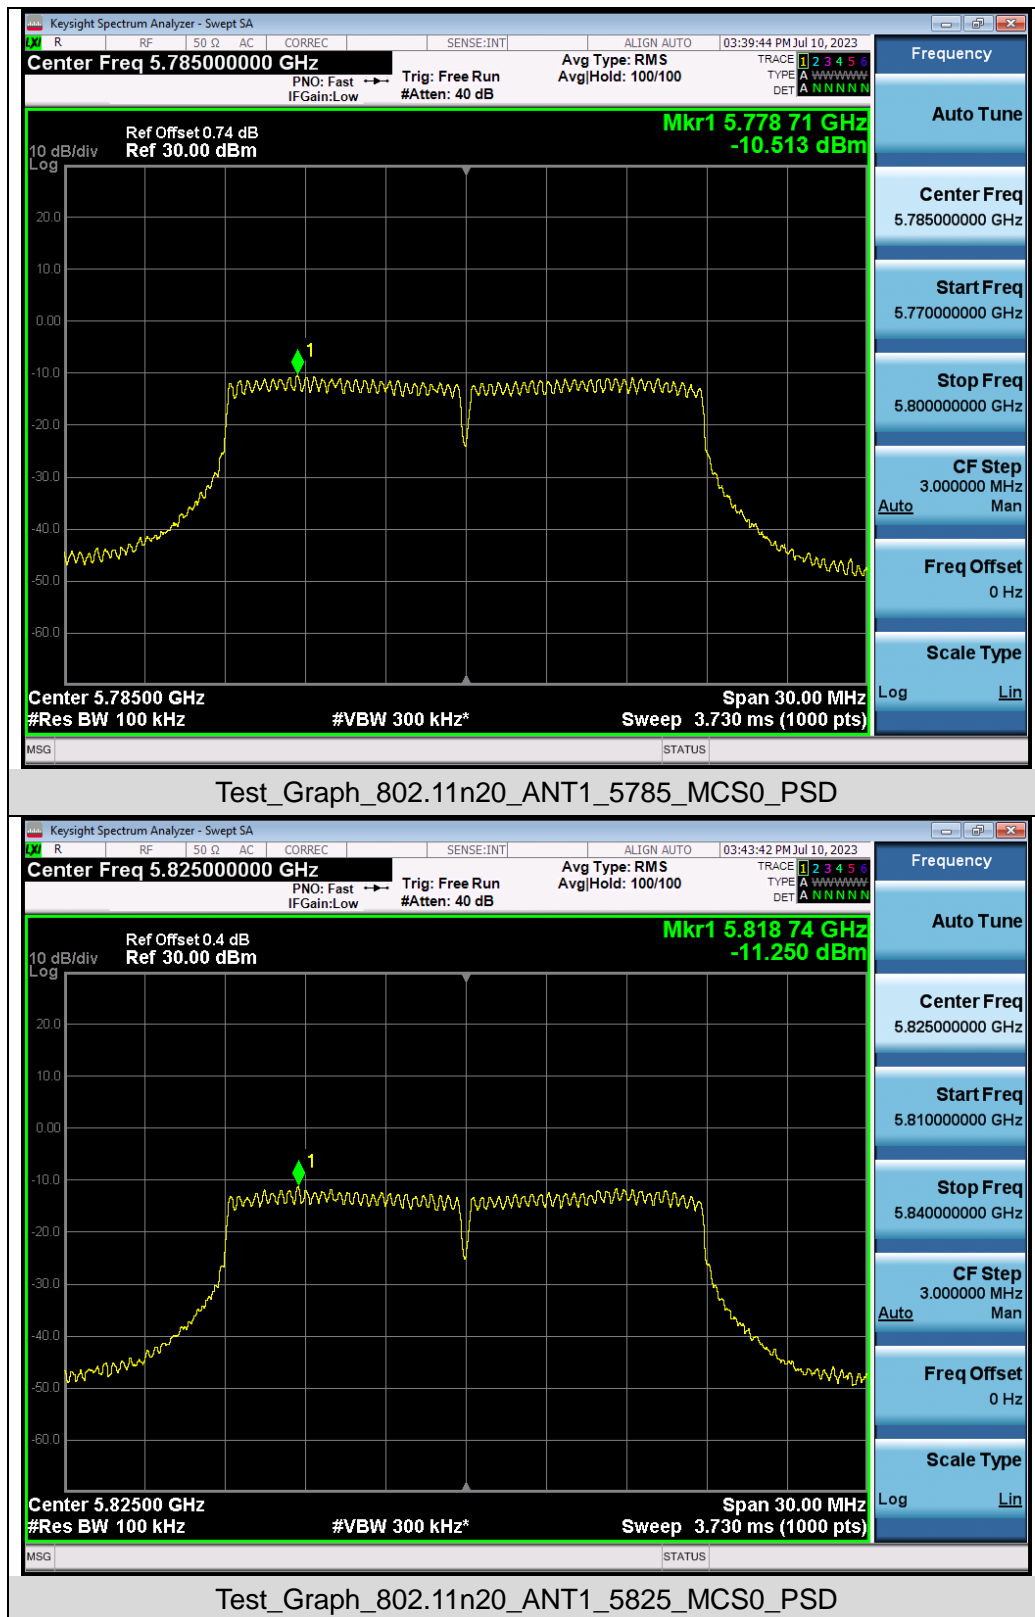 Keysight Spectrum Analyzer - Swept SA
LXI R RF 50 Ω AC CORREC SENSE:INT ALIGN AUTO 03:39:44 PM Jul 10, 2023
Center Freq 5.785000000 GHz
PNO: Fast
IFGain:Low
Trig: Free Run
#Atten: 40 dB
Avg Type: RMS
Avg|Hold: 100/100
TRACE 1 2 3 4 5 6
TYPE A WWWWW
DET A N N N N N
Ref Offset 0.74 dB
Ref 30.00 dBm
10 dB/div
Log
Mkr1 5.778 71 GHz
-10.513 dBm
20.0
10.0
0.00
-10.0
-20.0
-30.0
-40.0
-50.0
-60.0
1
Center 5.78500 GHz
Span 30.00 MHz
#Res BW 100 kHz
#VBW 300 kHz*
Sweep 3.730 ms (1000 pts)
MSG
STATUS
Frequency
Auto Tune
Center Freq
5.785000000 GHz
Start Freq
5.770000000 GHz
Stop Freq
5.800000000 GHz
CF Step
3.000000 MHz
Auto Man
Freq Offset
0 Hz
Scale Type
Log Lin
Test_Graph_802.11n20_ANT1_5785_MCS0_PSD
Keysight Spectrum Analyzer - Swept SA
LXI R RF 50 Ω AC CORREC SENSE:INT ALIGN AUTO 03:43:42 PM Jul 10, 2023
Center Freq 5.825000000 GHz
PNO: Fast
IFGain:Low
Trig: Free Run
#Atten: 40 dB
Avg Type: RMS
Avg|Hold: 100/100
TRACE 1 2 3 4 5 6
TYPE A WWWWW
DET A N N N N N
Ref Offset 0.4 dB
Ref 30.00 dBm
10 dB/div
Log
Mkr1 5.818 74 GHz
-11.250 dBm
20.0
10.0
0.00
-10.0
-20.0
-30.0
-40.0
-50.0
-60.0
1
Center 5.82500 GHz
Span 30.00 MHz
#Res BW 100 kHz
#VBW 300 kHz*
Sweep 3.730 ms (1000 pts)
MSG
STATUS
Frequency
Auto Tune
Center Freq
5.825000000 GHz
Start Freq
5.810000000 GHz
Stop Freq
5.840000000 GHz
CF Step
3.000000 MHz
Auto Man
Freq Offset
0 Hz
Scale Type
Log Lin
Test_Graph_802.11n20_ANT1_5825_MCS0_PSD